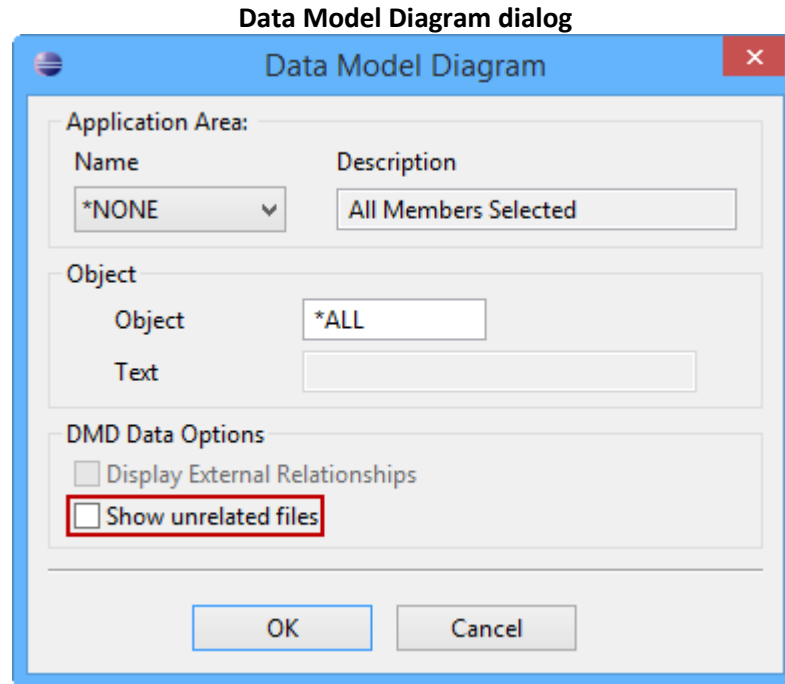 Data Model Diagram dialog
Data Model Diagram
Application Area:
Name Description
*NONE All Members Selected
Object
Object *ALL
Text
DMD Data Options
Display External Relationships
Show unrelated files
OK Cancel